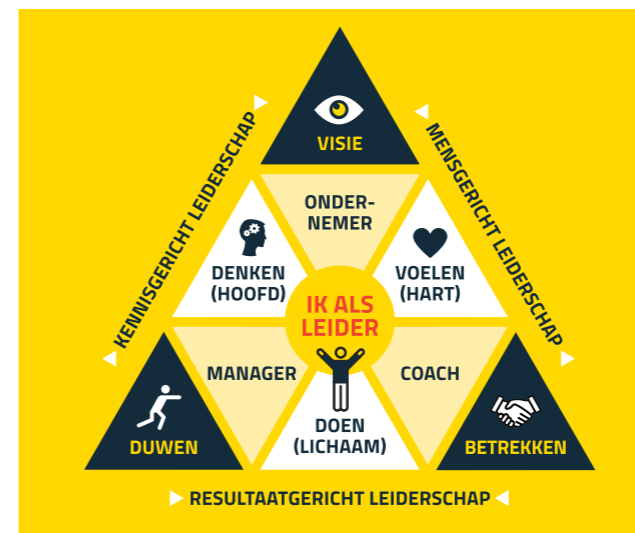 VISIE
KENNISGERICHT LEIDERSCHAP
MENSGERICHT LEIDERSCHAP
ONDER-
NEMER
DENKEN
(HOOFD)
VOELEN
(HART)
IK ALS
LEIDER
MANAGER
COACH
DOEN
(LICHAAM)
DUWEN
BETREKKEN
RESULTAATGERICHT LEIDERSCHAP